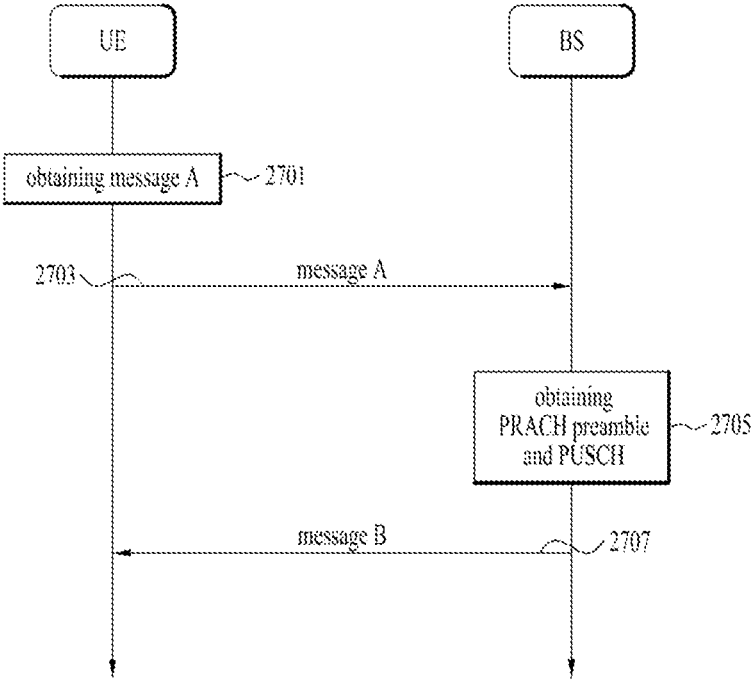 UE
BS
obtaining message A
2701
2703
message A
obtaining
PRACH preamble
and PUSCH
2705
message B
2707